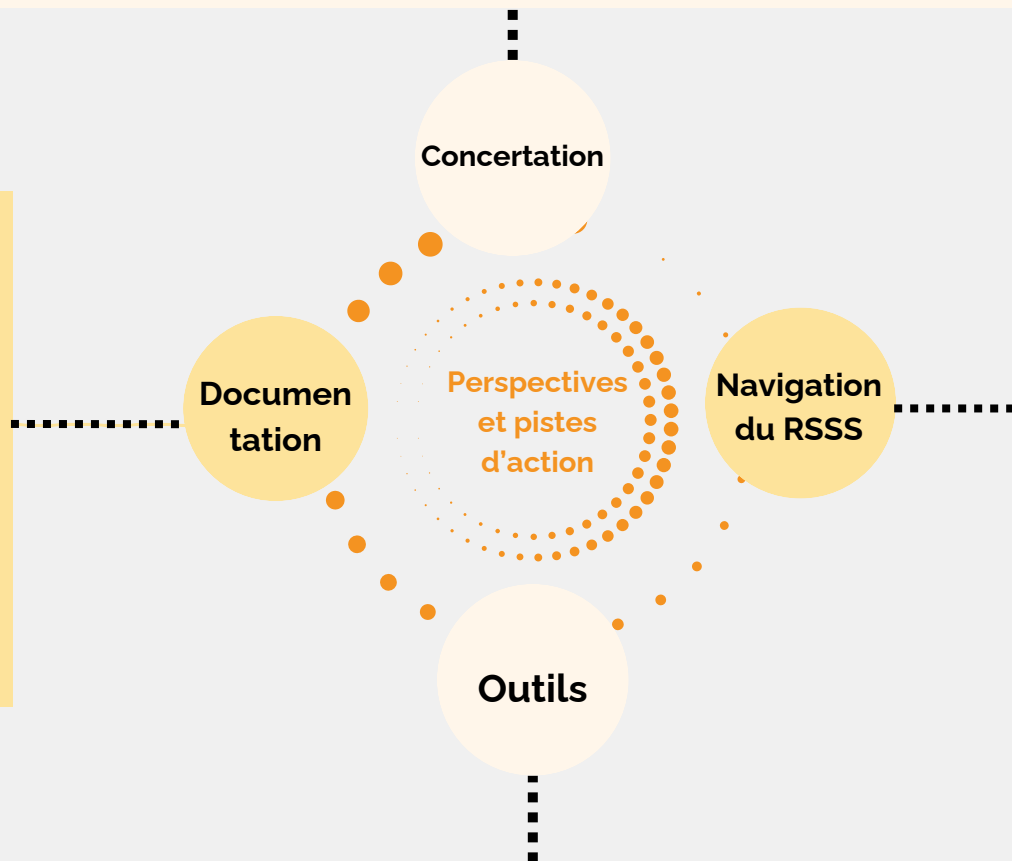 Concertation
Documen
tation
Perspectives
et pistes
d’action
Navigation
du RSSS
Outils